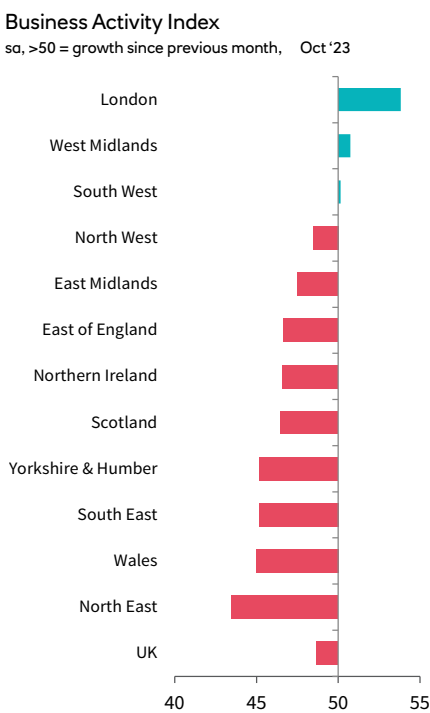 Business Activity Index
sa, >50 = growth since previous month, Oct ‘23
London
West Midlands
South West
North West
East Midlands
East of England
Northern Ireland
Scotland
Yorkshire & Humber
South East
Wales
North East
UK
40 45 50 55